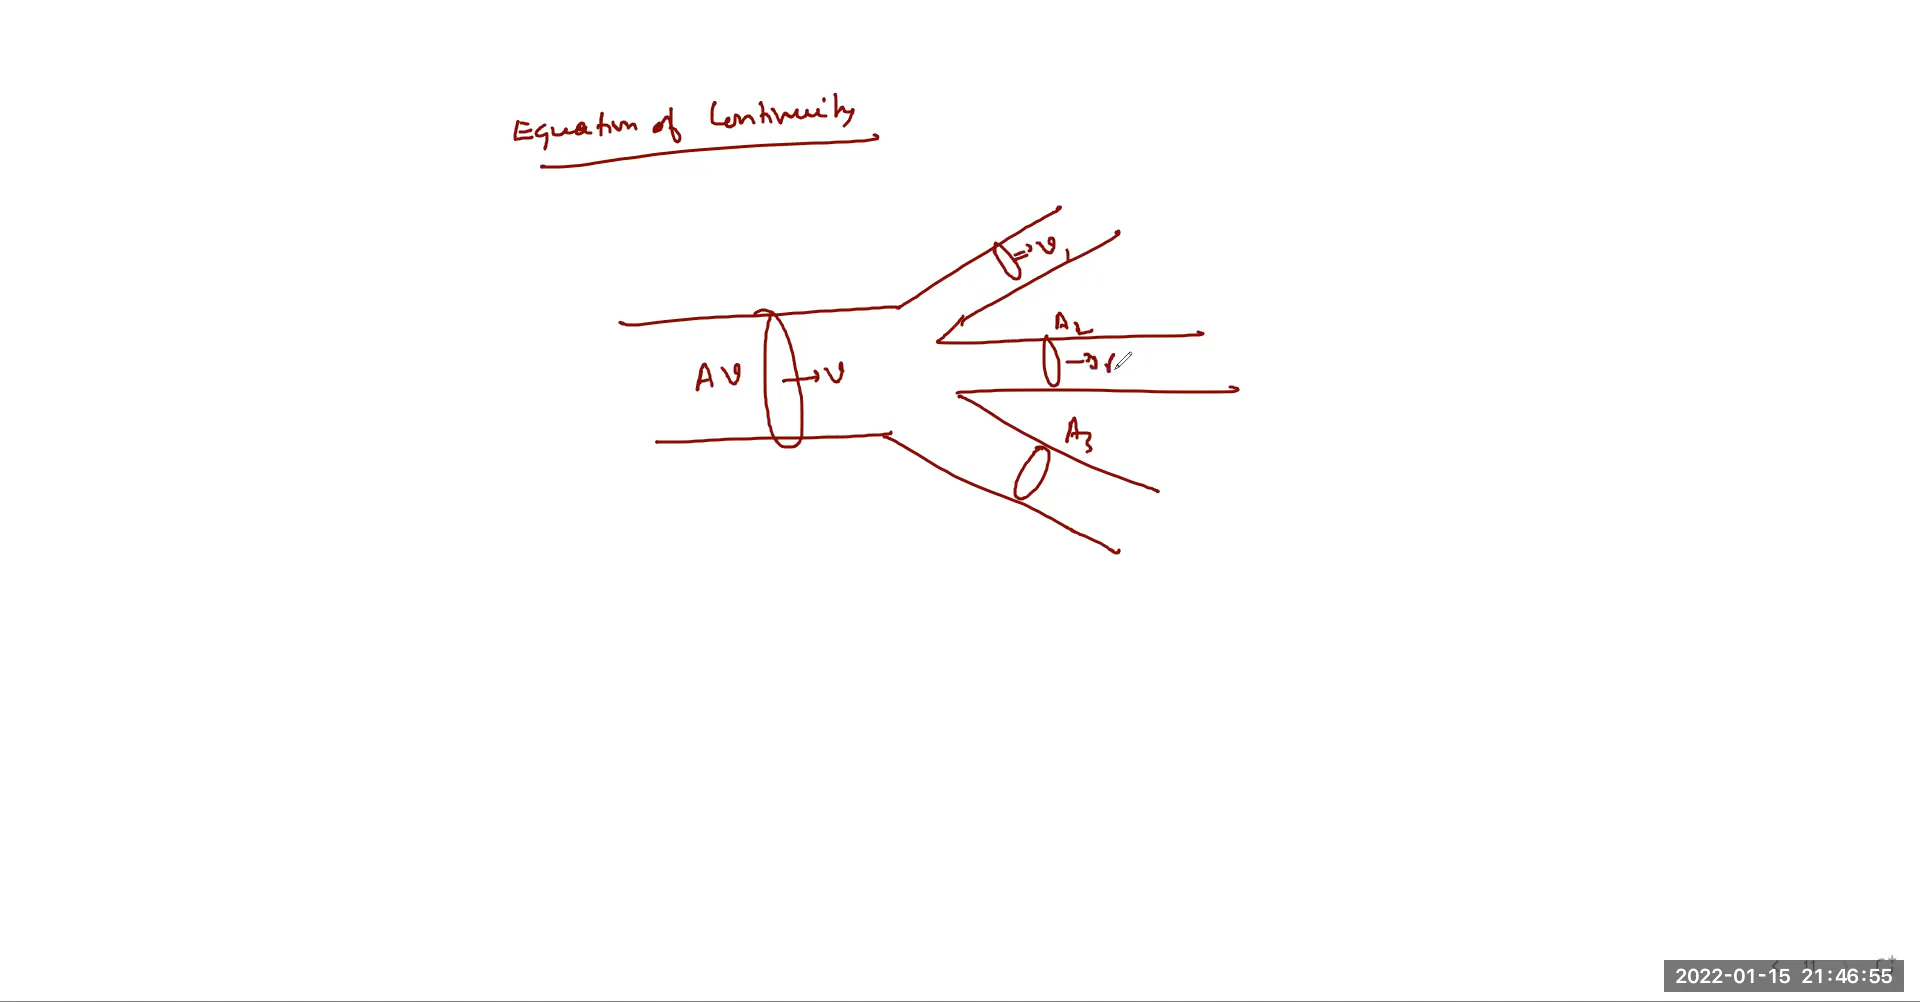 Equation of Continuity
⇒ v₁
A₂
A v → v
→ v
A₃
2022-01-15 21:46:55